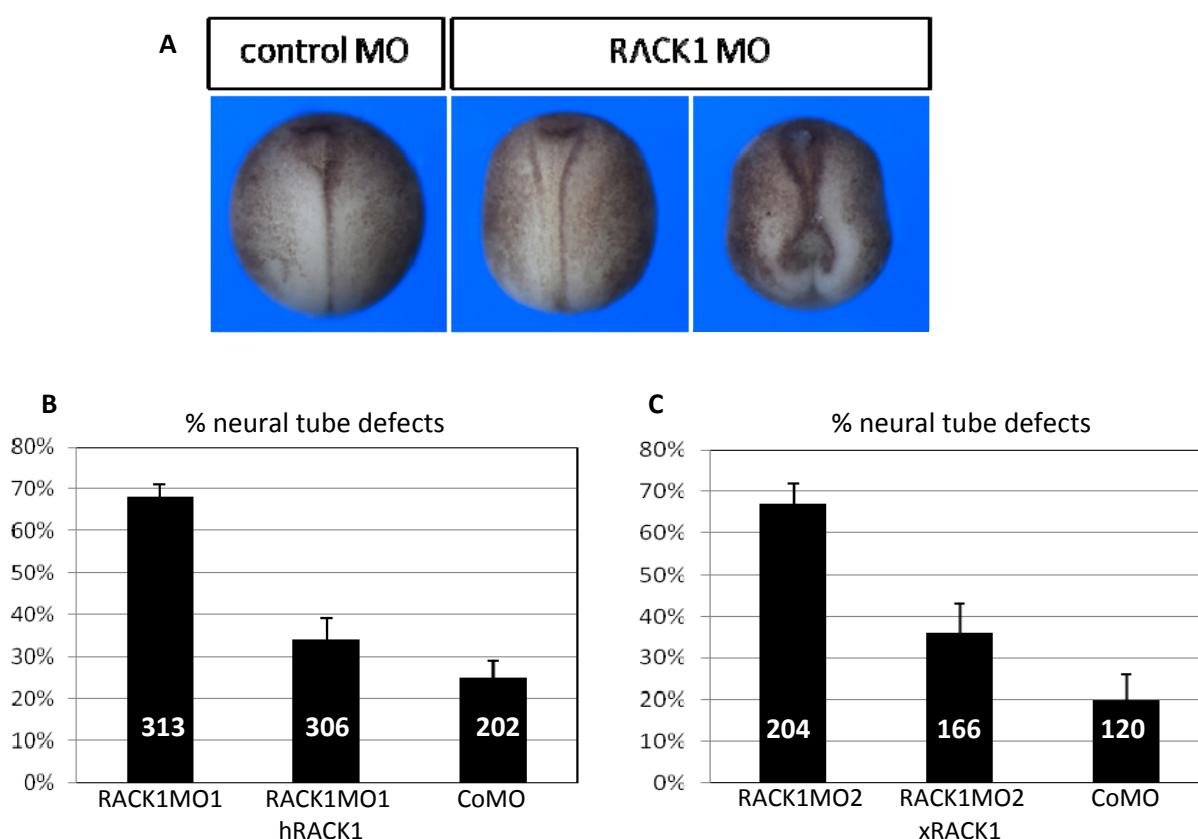 A
control MO RACK1 MO
B
% neural tube defects
80%
70%
60%
50%
40%
30%
20%
10%
0%
313 306 202
RACK1MO1 RACK1MO1 CoMO
hRACK1
C
% neural tube defects
80%
70%
60%
50%
40%
30%
20%
10%
0%
204 166 120
RACK1MO2 RACK1MO2 CoMO
xRACK1